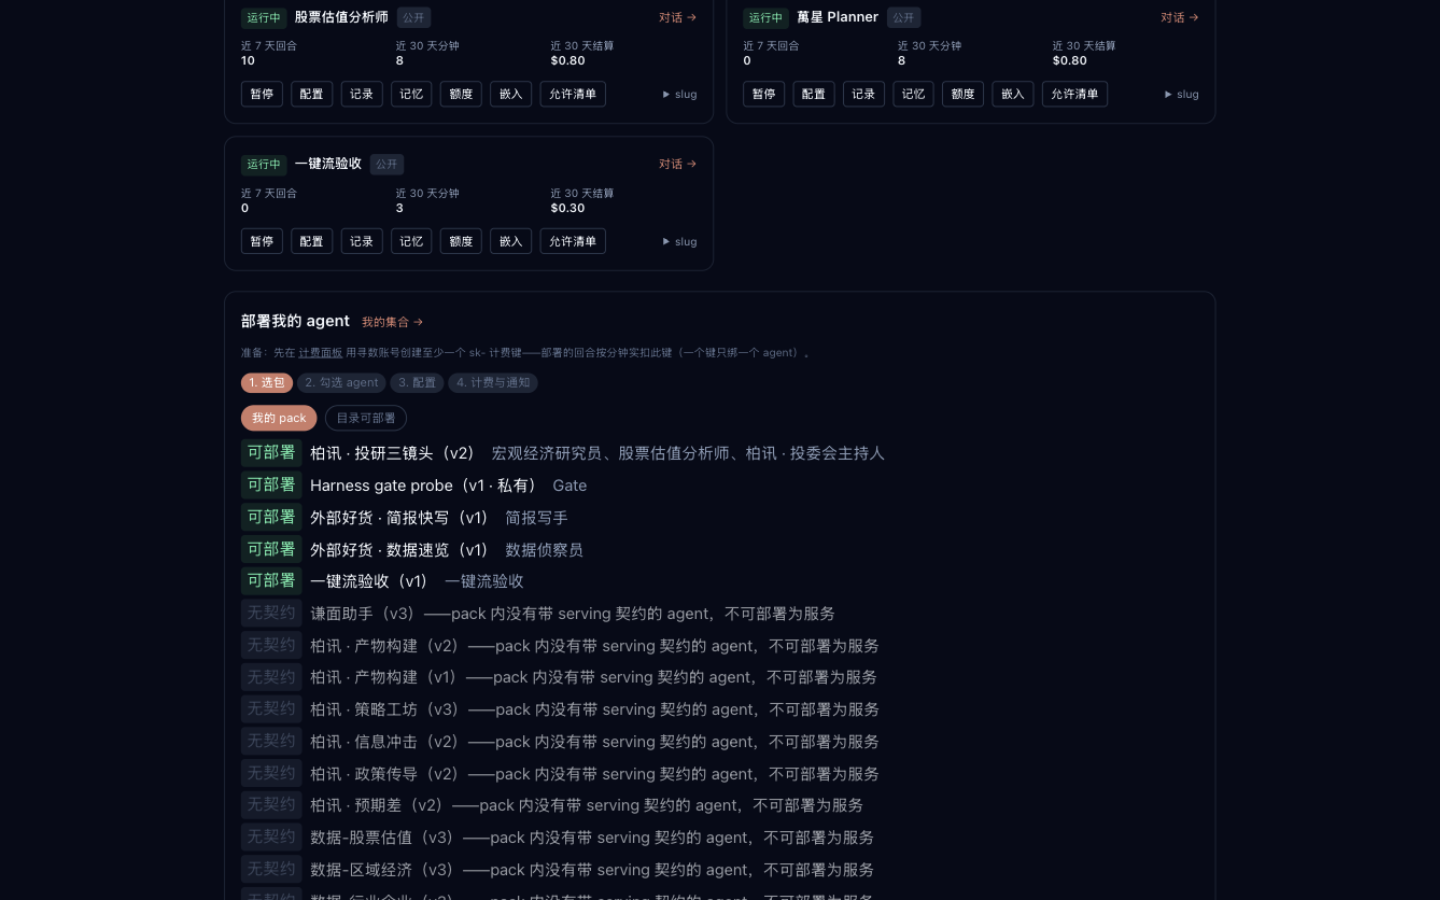 运行中 股票估值分析师 公开 对话 →
近 7 天回合 近 30 天分钟 近 30 天结算
10 8 $0.80
暂停 配置 记录 记忆 额度 嵌入 允许清单 ▶ slug
运行中 萬星 Planner 公开 对话 →
近 7 天回合 近 30 天分钟 近 30 天结算
0 8 $0.80
暂停 配置 记录 记忆 额度 嵌入 允许清单 ▶ slug
运行中 一键流验收 公开 对话 →
近 7 天回合 近 30 天分钟 近 30 天结算
0 3 $0.30
暂停 配置 记录 记忆 额度 嵌入 允许清单 ▶ slug
部署我的 agent 我的集合 →
准备：先在 计费面板 用寻数账号创建至少一个 sk- 计费键——部署的回合按分钟实扣此键（一个键只绑一个 agent）。
1. 选包 2. 勾选 agent 3. 配置 4. 计费与通知
我的 pack 目录可部署
可部署 柏讯 · 投研三镜头（v2） 宏观经济研究员、股票估值分析师、柏讯 · 投委会主持人
可部署 Harness gate probe（v1 · 私有） Gate
可部署 外部好货 · 简报快写（v1） 简报写手
可部署 外部好货 · 数据速览（v1） 数据侦察员
可部署 一键流验收（v1） 一键流验收
无契约 谦面助手（v3）——pack 内没有带 serving 契约的 agent，不可部署为服务
无契约 柏讯 · 产物构建（v2）——pack 内没有带 serving 契约的 agent，不可部署为服务
无契约 柏讯 · 产物构建（v1）——pack 内没有带 serving 契约的 agent，不可部署为服务
无契约 柏讯 · 策略工坊（v3）——pack 内没有带 serving 契约的 agent，不可部署为服务
无契约 柏讯 · 信息冲击（v2）——pack 内没有带 serving 契约的 agent，不可部署为服务
无契约 柏讯 · 政策传导（v2）——pack 内没有带 serving 契约的 agent，不可部署为服务
无契约 柏讯 · 预期差（v2）——pack 内没有带 serving 契约的 agent，不可部署为服务
无契约 数据-股票估值（v3）——pack 内没有带 serving 契约的 agent，不可部署为服务
无契约 数据-区域经济（v3）——pack 内没有带 serving 契约的 agent，不可部署为服务